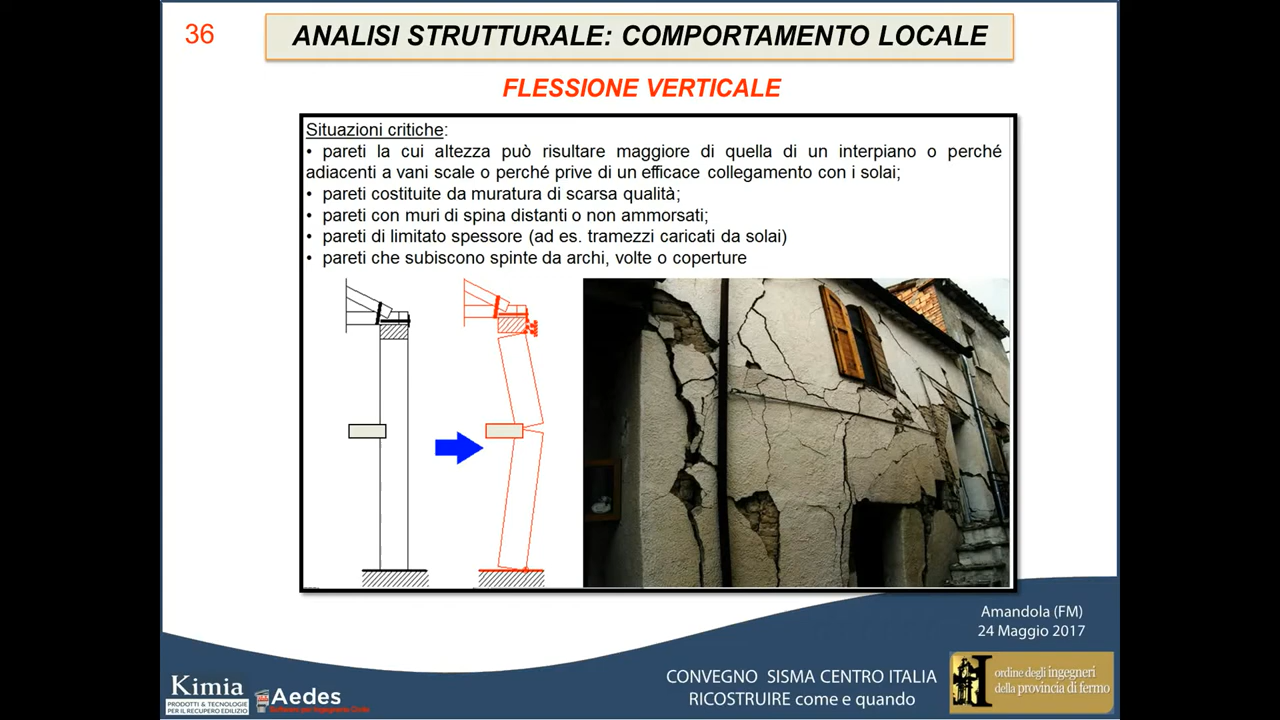 36
ANALISI STRUTTURALE: COMPORTAMENTO LOCALE
FLESSIONE VERTICALE
Situazioni critiche:
• pareti la cui altezza può risultare maggiore di quella di un interpiano o perché
adiacenti a vani scale o perché prive di un efficace collegamento con i solai;
• pareti costituite da muratura di scarsa qualità;
• pareti con muri di spina distanti o non ammorsati;
• pareti di limitato spessore (ad es. tramezzi caricati da solai)
• pareti che subiscono spinte da archi, volte o coperture
Amandola (FM)
24 Maggio 2017
CONVEGNO SISMA CENTRO ITALIA
RICOSTRUIRE come e quando
ordine degli ingegneri
della provincia di fermo
Kimia
PRODOTTI & TECNOLOGIE
PER IL RECUPERO EDILIZIO
Aedes
Software per Ingegneria Civile